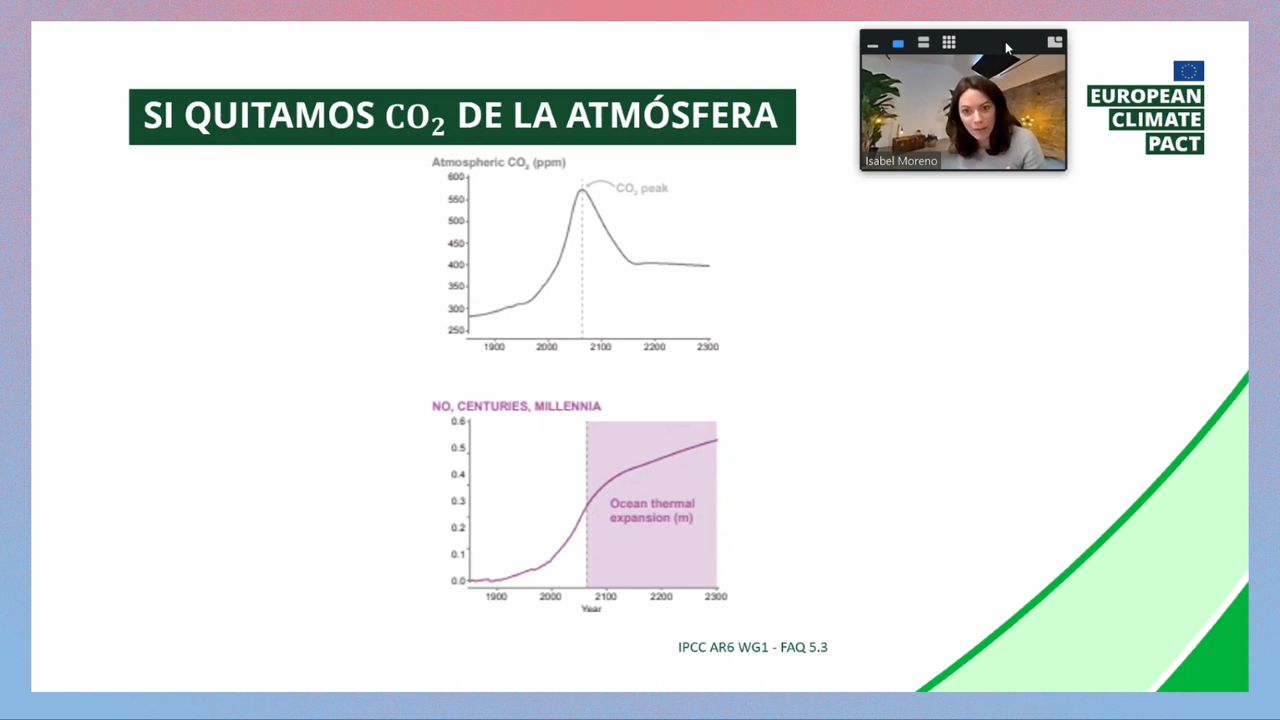 SI QUITAMOS CO₂ DE LA ATMÓSFERA
Isabel Moreno
EUROPEAN
CLIMATE
PACT
Atmospheric CO₂ (ppm)
600
550
500
450
400
350
300
250
CO₂ peak
1900 2000 2100 2200 2300
NO, CENTURIES, MILLENNIA
0.6
0.5
0.4
0.3
0.2
0.1
0.0
Ocean thermal
expansion (m)
1900 2000 2100 2200 2300
Year
IPCC AR6 WG1 - FAQ 5.3